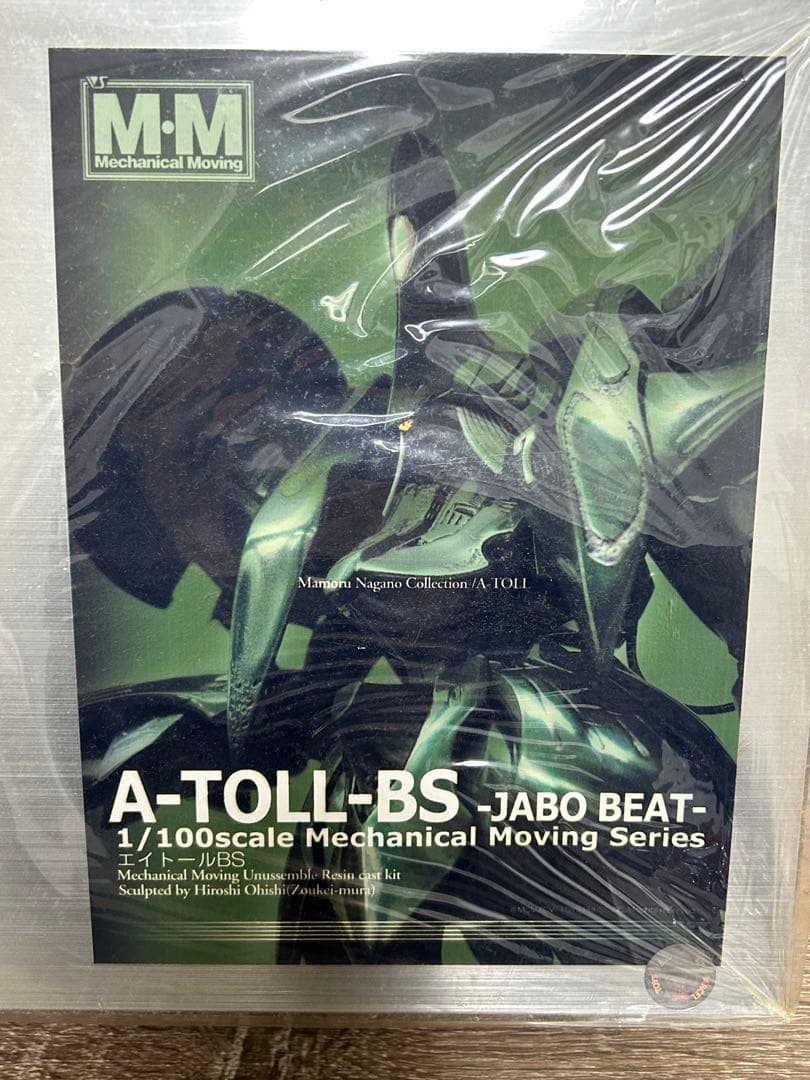 VS
M·M
Mechanical Moving
Mamoru Nagano Collection /A-TOLL
A-TOLL-BS -JABO BEAT-
1/100scale Mechanical Moving Series
エイトールBS
Mechanical Moving Unussemble Resin cast kit
Sculpted by Hiroshi Ohishi(Zoukei-mura)